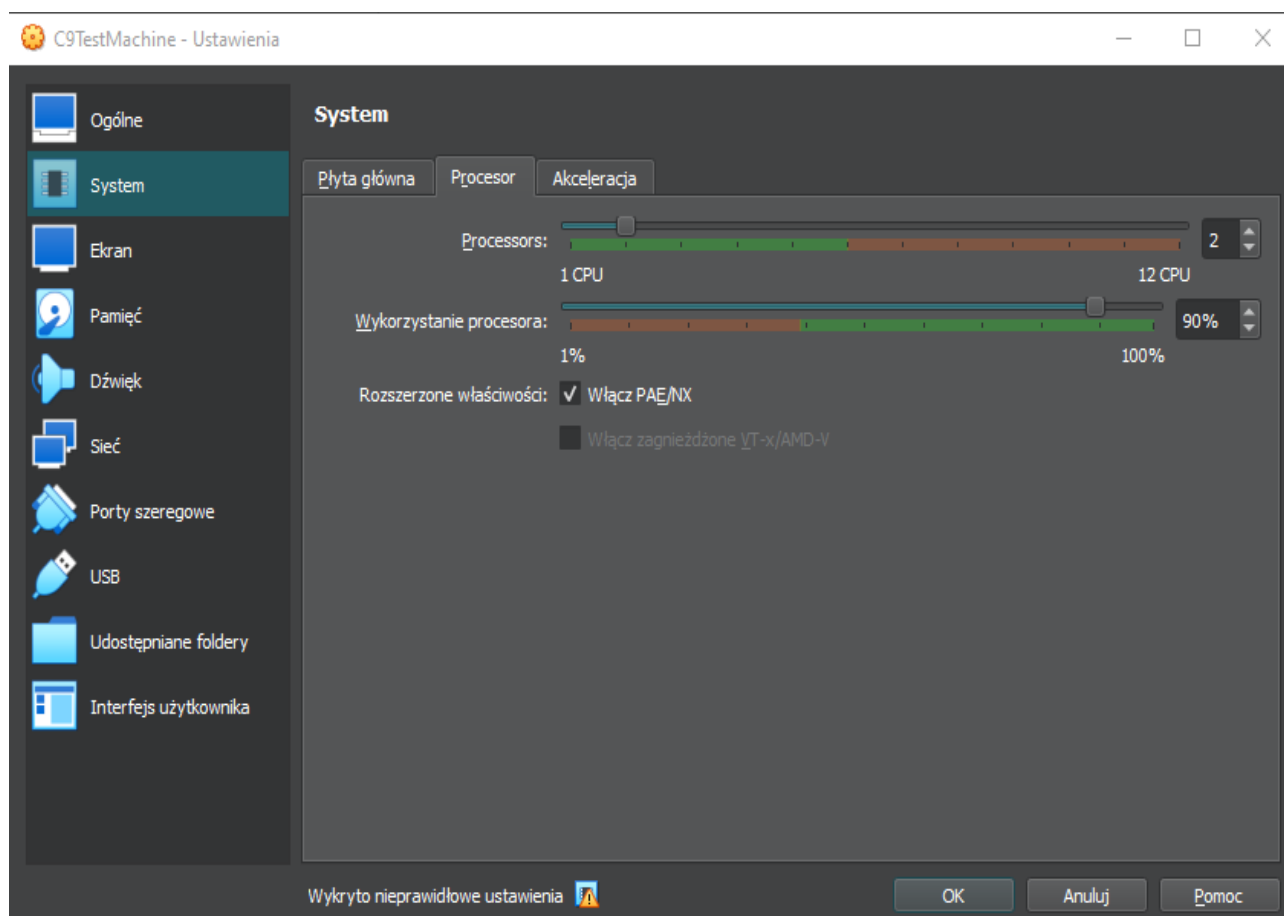 C9TestMachine - Ustawienia
Ogólne
System
Ekran
Pamięć
Dźwięk
Sieć
Porty szeregowe
USB
Udostępniane foldery
Interfejs użytkownika
System
Płyta główna Procesor Akceleracja
Processors: 2
1 CPU 12 CPU
Wykorzystanie procesora: 90%
1% 100%
Rozszerzone właściwości: Włącz PAE/NX
Włącz zagnieżdżone VT-x/AMD-V
Wykryto nieprawidłowe ustawienia OK Anuluj Pomoc